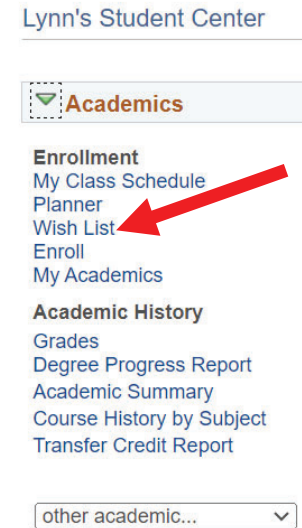 Lynn's Student Center
Academics
Enrollment
My Class Schedule
Planner
Wish List
Enroll
My Academics
Academic History
Grades
Degree Progress Report
Academic Summary
Course History by Subject
Transfer Credit Report
other academic...